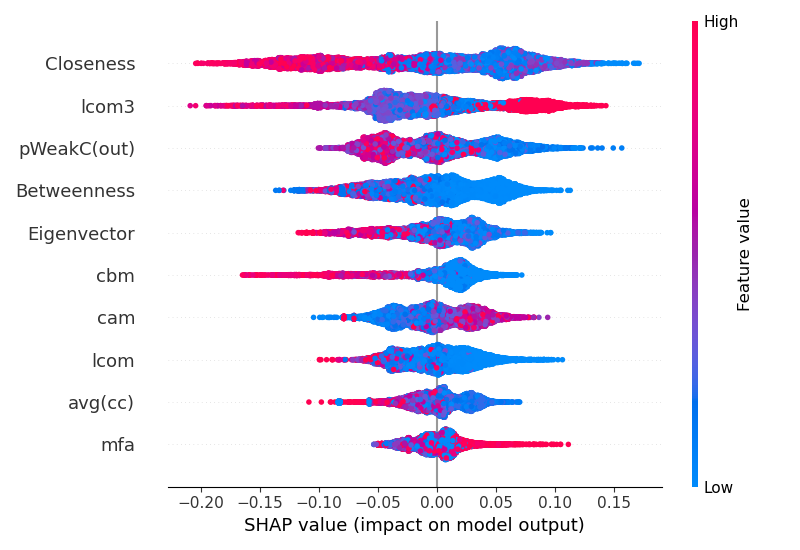 High
Closeness
lcom3
pWeakC(out)
Betweenness
Eigenvector
cbm
cam
lcom
avg(cc)
mfa
Feature value
Low
−0.20 −0.15 −0.10 −0.05 0.00 0.05 0.10 0.15
SHAP value (impact on model output)